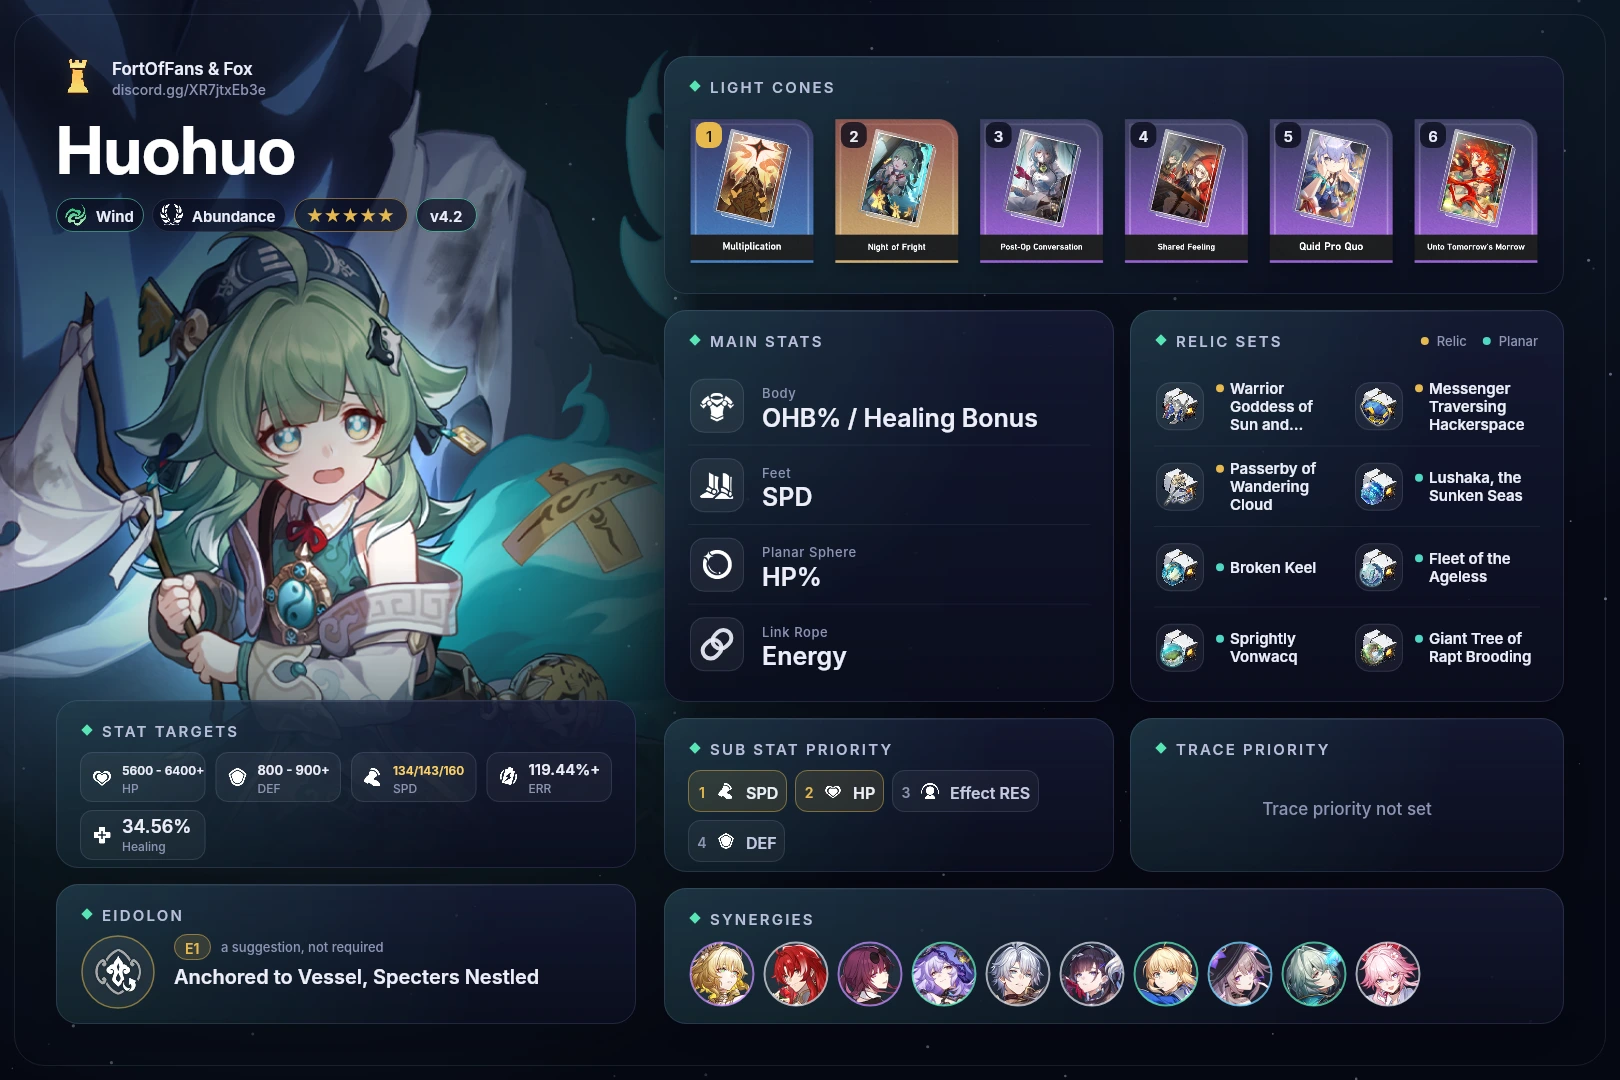 FortOfFans & Fox
discord.gg/XR7jtxEb3e
Huohuo
Wind
Abundance
★★★★★
v4.2
LIGHT CONES
1
2
3
4
5
6
Multiplication
Night of Fright
Post-Op Conversation
Shared Feeling
Quid Pro Quo
Unto Tomorrow's Morrow
MAIN STATS
Body
OHB% / Healing Bonus
Feet
SPD
Planar Sphere
HP%
Link Rope
Energy
RELIC SETS
Relic
Planar
Warrior
Goddess of
Sun and...
Messenger
Traversing
Hackerspace
Passerby of
Wandering
Cloud
Lushaka, the
Sunken Seas
Broken Keel
Fleet of the
Ageless
Sprightly
Vonwacq
Giant Tree of
Rapt Brooding
STAT TARGETS
5600 - 6400+
HP
800 - 900+
DEF
134/143/160
SPD
119.44%+
ERR
34.56%
Healing
SUB STAT PRIORITY
1 SPD
2 HP
3 Effect RES
4 DEF
TRACE PRIORITY
Trace priority not set
EIDOLON
E1 a suggestion, not required
Anchored to Vessel, Specters Nestled
SYNERGIES